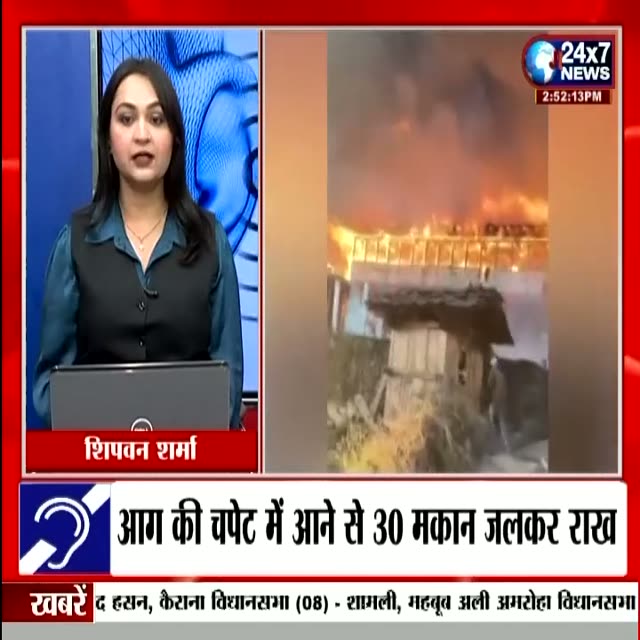 24x7
NEWS
2:52:13PM
शिपवन शर्मा
आग की चपेट में आने से 30 मकान जलकर राख
खबरें
द हसन, कैराना विधानसभा (08) - शामली, महबूब अली अमरोहा विधानसभा